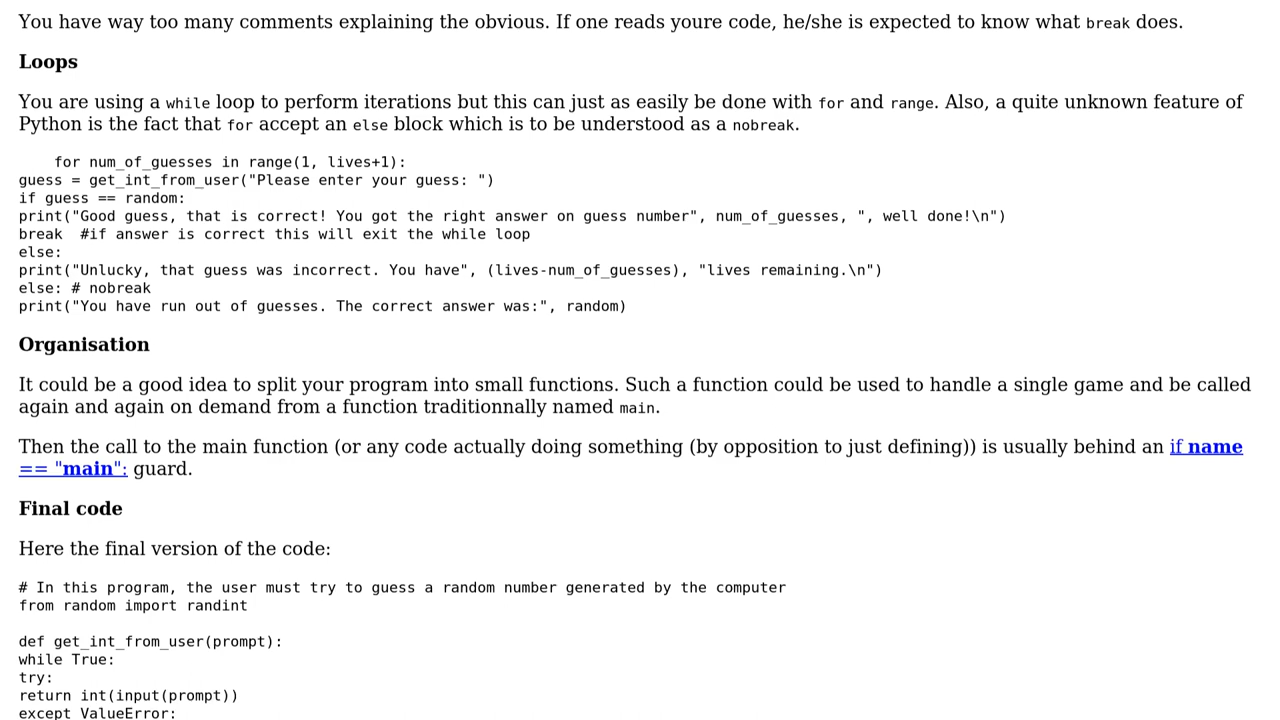 You have way too many comments explaining the obvious. If one reads youre code, he/she is expected to know what break does.
Loops
You are using a while loop to perform iterations but this can just as easily be done with for and range. Also, a quite unknown feature of
Python is the fact that for accept an else block which is to be understood as a nobreak.
for num_of_guesses in range(1, lives+1):
guess = get_int_from_user("Please enter your guess: ")
if guess == random:
print("Good guess, that is correct! You got the right answer on guess number", num_of_guesses, ", well done!\n")
break  #if answer is correct this will exit the while loop
else:
print("Unlucky, that guess was incorrect. You have", (lives-num_of_guesses), "lives remaining.\n")
else: # nobreak
print("You have run out of guesses. The correct answer was:", random)
Organisation
It could be a good idea to split your program into small functions. Such a function could be used to handle a single game and be called
again and again on demand from a function traditionnally named main.
Then the call to the main function (or any code actually doing something (by opposition to just defining)) is usually behind an if name
== "main": guard.
Final code
Here the final version of the code:
# In this program, the user must try to guess a random number generated by the computer
from random import randint
def get_int_from_user(prompt):
while True:
try:
return int(input(prompt))
except ValueError: